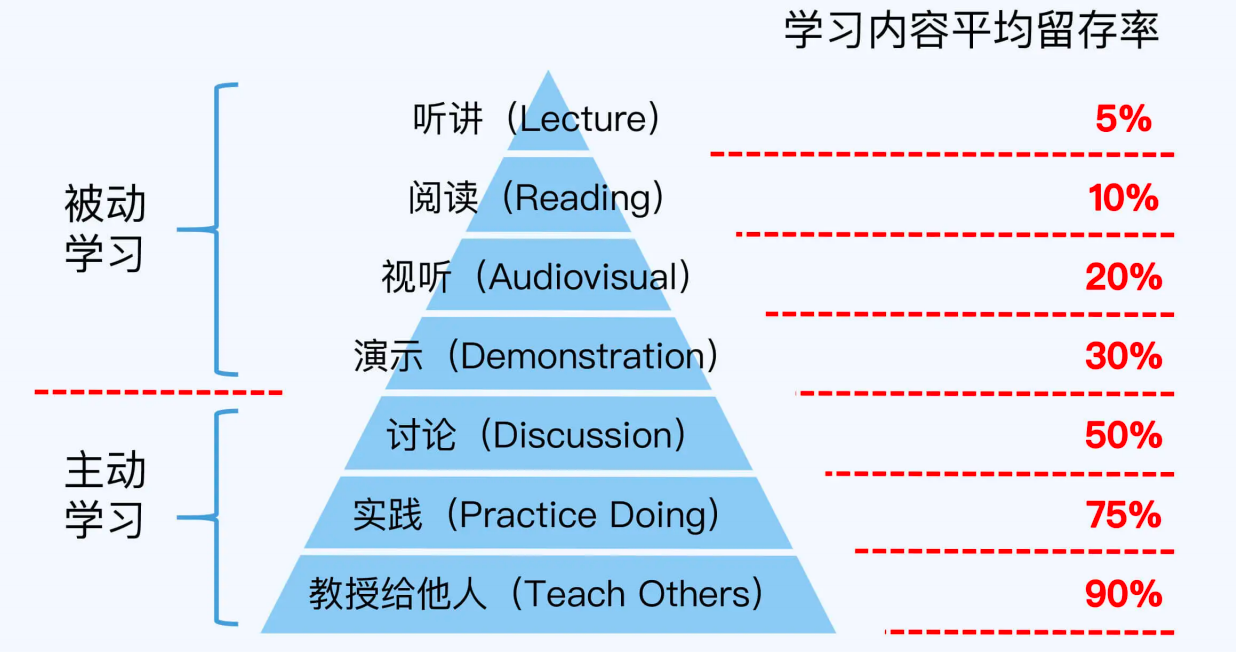 学习内容平均留存率
听讲（Lecture） 5%
阅读（Reading） 10%
被动
学习
视听（Audiovisual） 20%
演示（Demonstration） 30%
讨论（Discussion） 50%
主动
学习
实践（Practice Doing） 75%
教授给他人（Teach Others） 90%